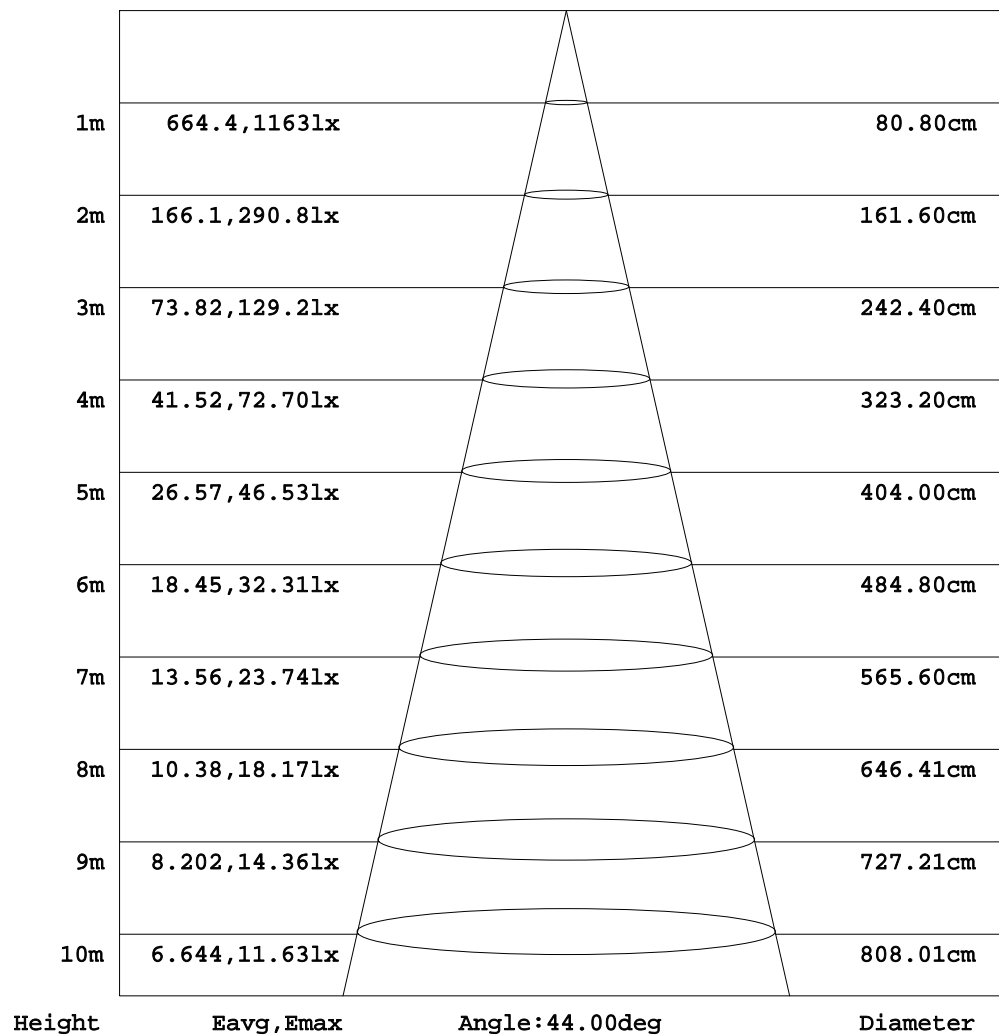 1m 664.4,1163lx 80.80cm
2m 166.1,290.8lx 161.60cm
3m 73.82,129.2lx 242.40cm
4m 41.52,72.70lx 323.20cm
5m 26.57,46.53lx 404.00cm
6m 18.45,32.31lx 484.80cm
7m 13.56,23.74lx 565.60cm
8m 10.38,18.17lx 646.41cm
9m 8.202,14.36lx 727.21cm
10m 6.644,11.63lx 808.01cm
Height Eavg,Emax Angle:44.00deg Diameter